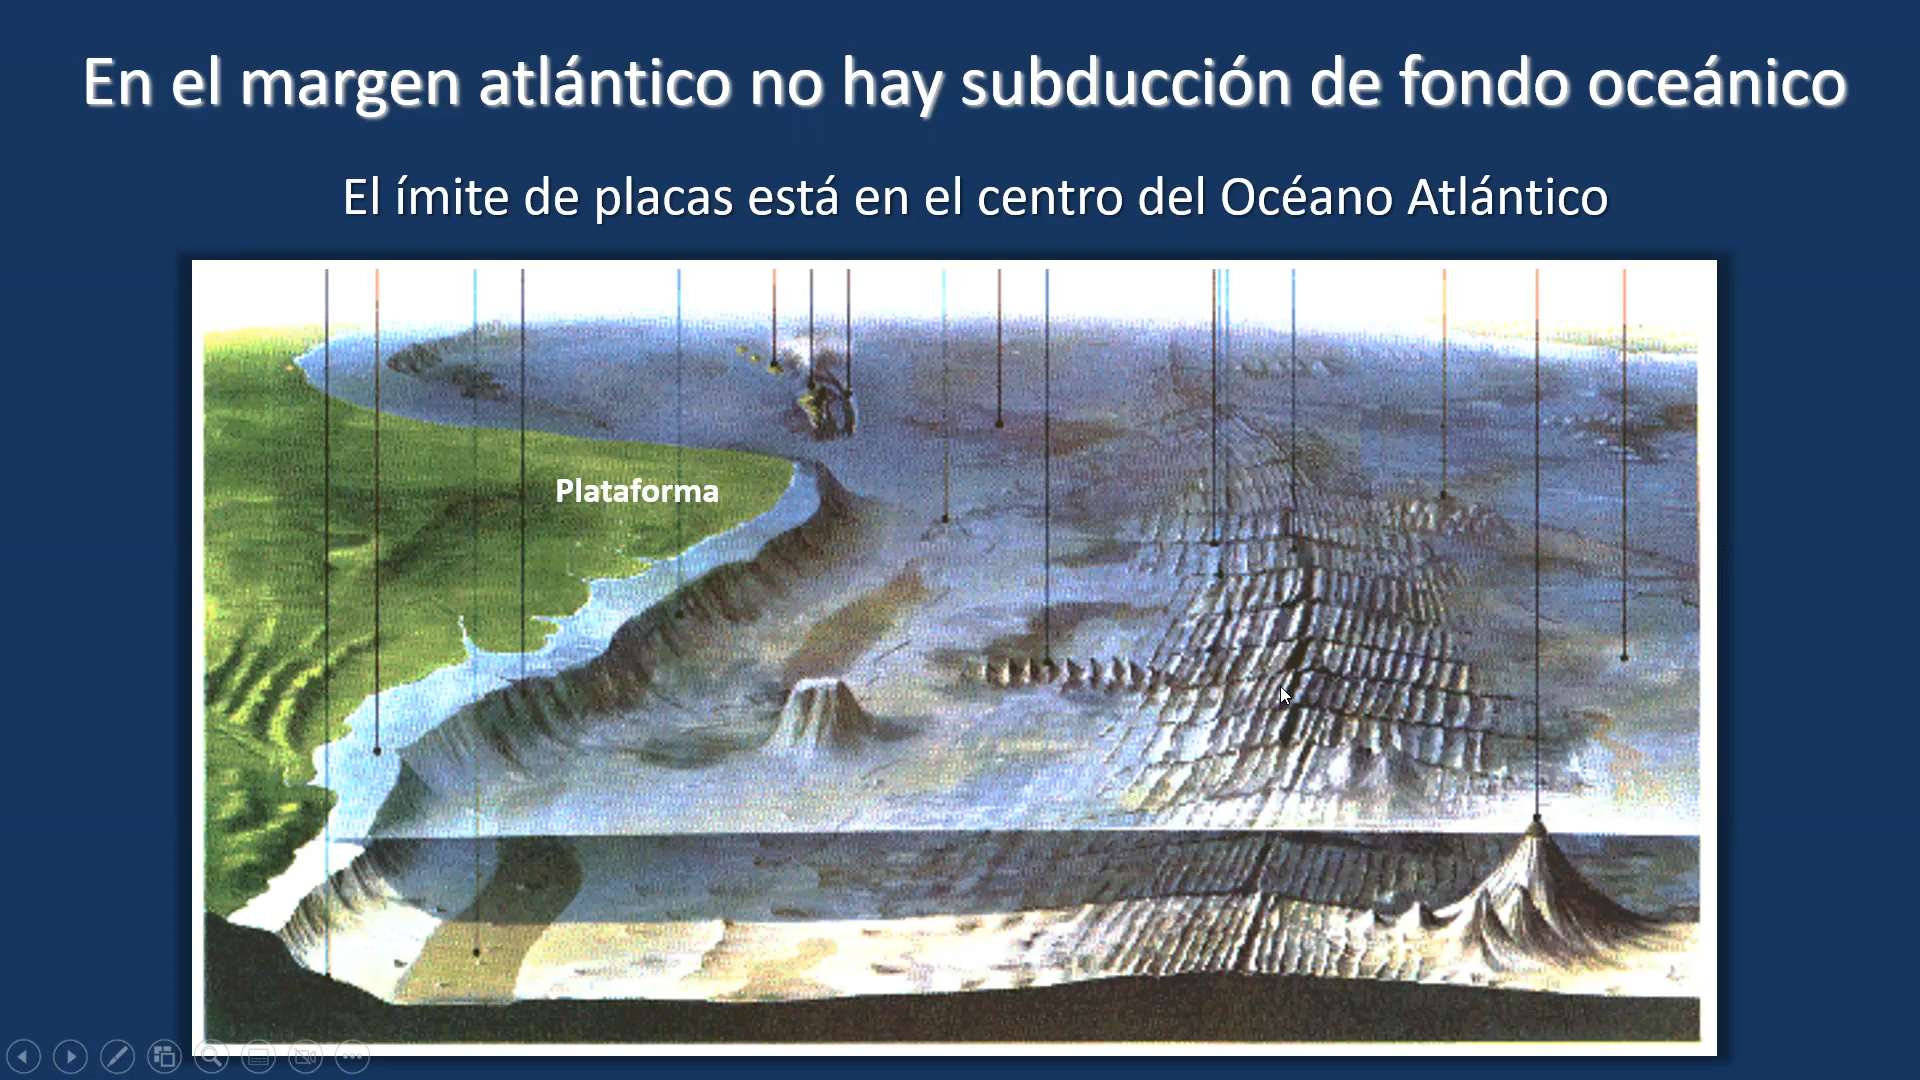 En el margen atlántico no hay subducción de fondo oceánico
El ímite de placas está en el centro del Océano Atlántico
Plataforma